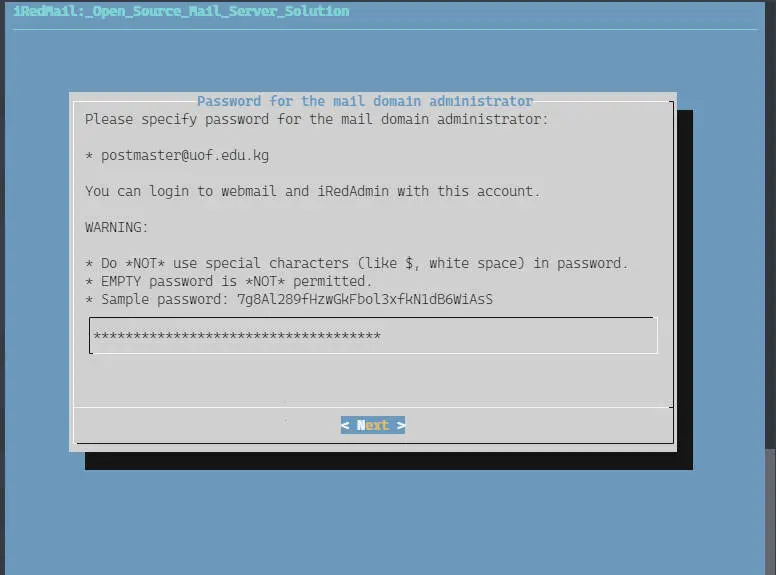 iRedMail:_Open_Source_Mail_Server_Solution
Password for the mail domain administrator
Please specify password for the mail domain administrator:
* postmaster@uof.edu.kg
You can login to webmail and iRedAdmin with this account.
WARNING:
* Do *NOT* use special characters (like $, white space) in password.
* EMPTY password is *NOT* permitted.
* Sample password: 7g8Al289fHzwGkFbol3xfkN1dB6WiAsS
************************************
< Next >